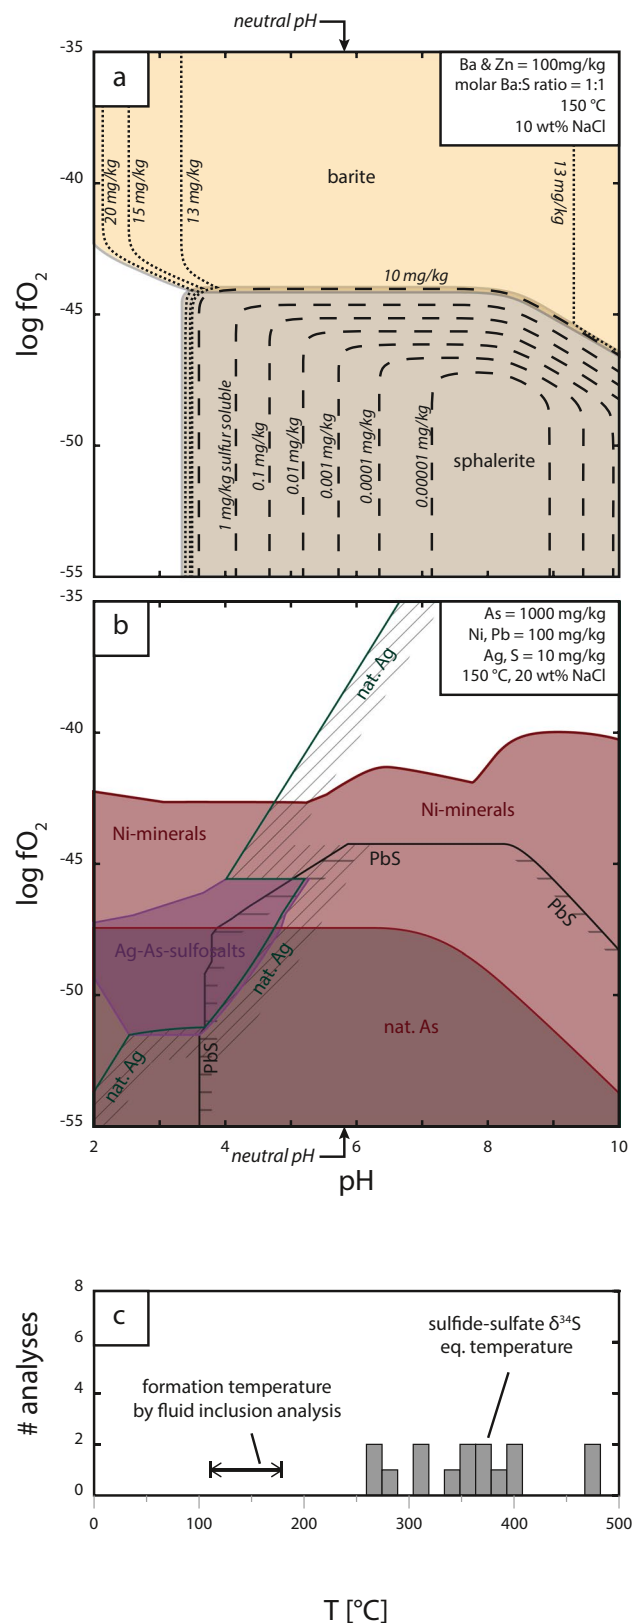 neutral pH
-35
a
Ba & Zn = 100mg/kg
molar Ba:S ratio = 1:1
150 °C
10 wt% NaCl
20 mg/kg
15 mg/kg
13 mg/kg
barite
13 mg/kg
-40
log fO2
10 mg/kg
-45
1 mg/kg sulfur soluble
0.1 mg/kg
0.01 mg/kg
0.001 mg/kg
0.0001 mg/kg
0.00001 mg/kg
sphalerite
-50
-55
-35
b
As = 1000 mg/kg
Ni, Pb = 100 mg/kg
Ag, S = 10 mg/kg
150 °C, 20 wt% NaCl
nat. Ag
-40
Ni-minerals
Ni-minerals
log fO2
-45
PbS
PbS
Ag-As-sulfosalts
nat. Ag
-50
nat. As
PbS
nat. Ag
-55
2
4
6
8
10
neutral pH
pH
8
c
sulfide-sulfate δ34S
eq. temperature
6
# analyses
4
formation temperature
by fluid inclusion analysis
2
0
0
100
200
300
400
500
T [°C]